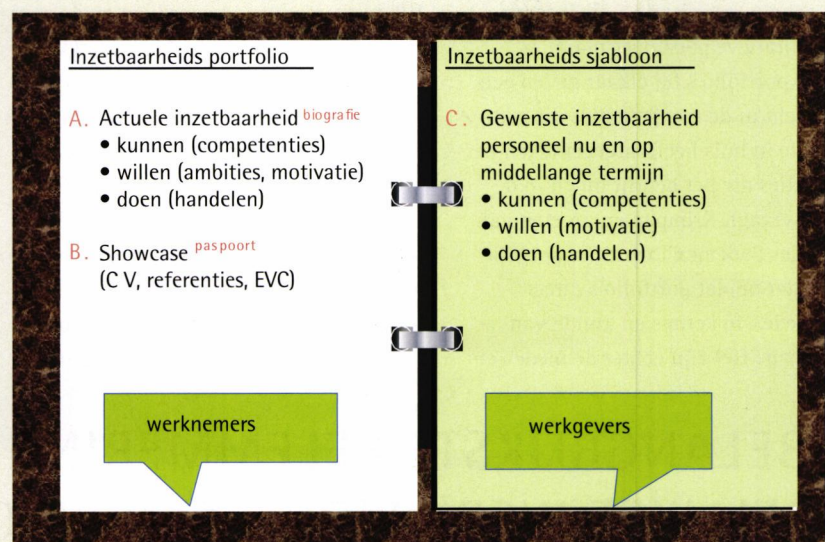 Inzetbaarheids portfolio
A. Actuele inzetbaarheid biografie
• kunnen (competenties)
• willen (ambities, motivatie)
• doen (handelen)
B. Showcase paspoort
(C V, referenties, EVC)
werknemers
Inzetbaarheids sjabloon
C. Gewenste inzetbaarheid
personeel nu en op
middellange termijn
• kunnen (competenties)
• willen (motivatie)
• doen (handelen)
werkgevers